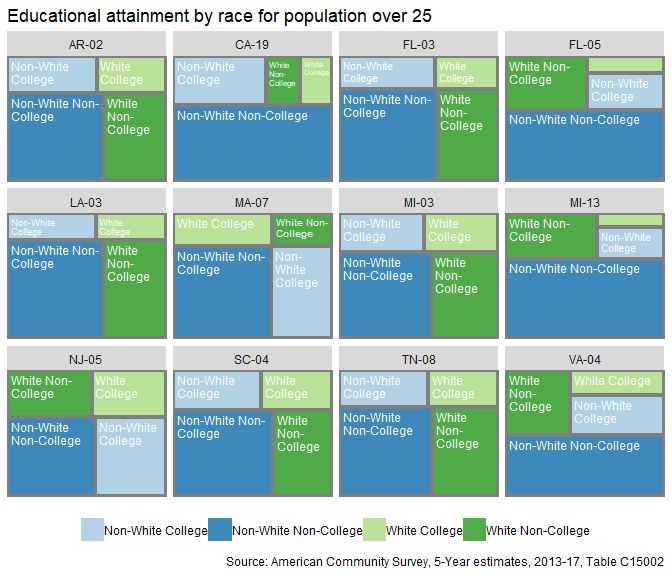 Educational attainment by race for population over 25
AR-02
Non-White
College
White
College
Non-White Non-
College
White
Non-
College
CA-19
Non-White
College
White
Non-
College
White
College
Non-White Non-College
FL-03
Non-White
College
White
College
Non-White Non-
College
White
Non-
College
FL-05
White Non-
College
Non-White
College
Non-White Non-College
LA-03
Non-White
College
White
College
Non-White Non-
College
White
Non-
College
MA-07
White College
White Non-
College
Non-White Non-
College
Non-
White
College
MI-03
Non-White
College
White
College
Non-White
Non-College
White
Non-
College
MI-13
White Non-
College
Non-White
College
Non-White Non-College
NJ-05
White Non-
College
White
College
Non-White
Non-College
Non-White
College
SC-04
Non-White
College
White
College
Non-White Non-
College
White
Non-
College
TN-08
Non-White
College
White
College
Non-White
Non-College
White
Non-
College
VA-04
White
Non-
College
White College
Non-White
College
Non-White Non-College
Non-White College
Non-White Non-College
White College
White Non-College
Source: American Community Survey, 5-Year estimates, 2013-17, Table C15002